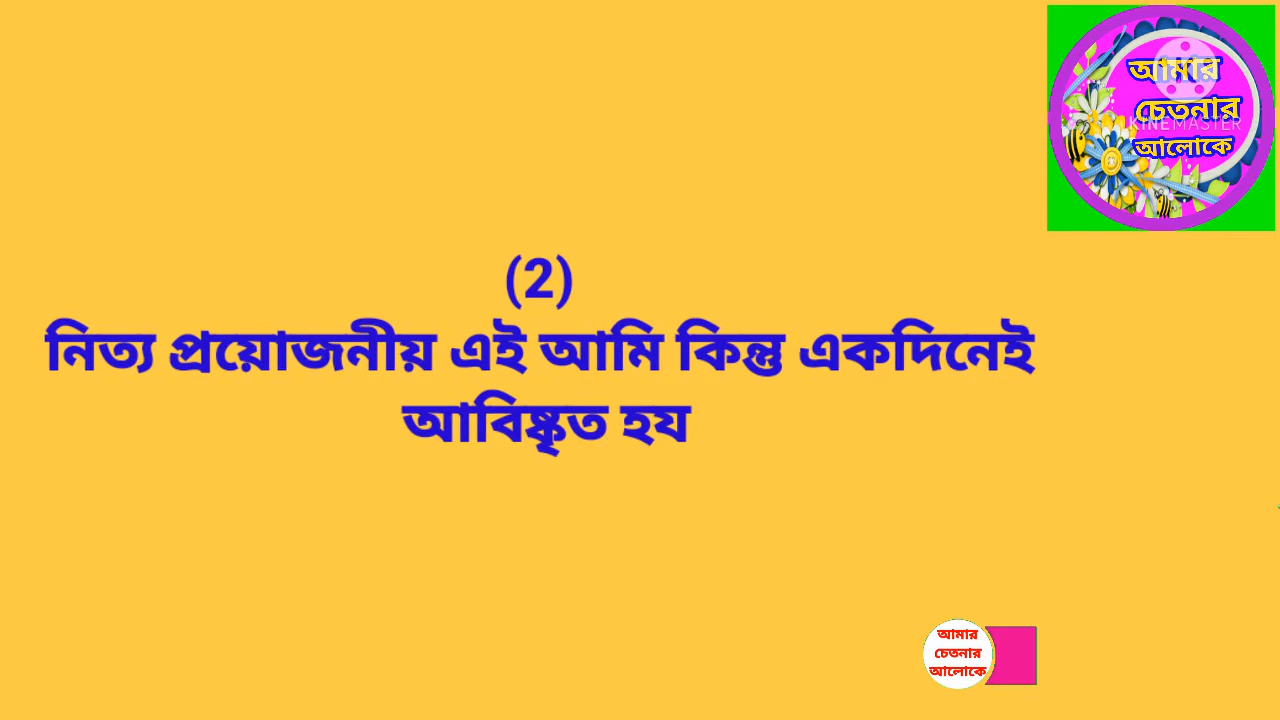 আমার
চেতনার
KINEMASTER
আলোকে
(2)
নিত্য প্রয়োজনীয় এই আমি কিন্তু একদিনেই
আবিষ্কৃত হয
আমার
চেতনার
আলোকে